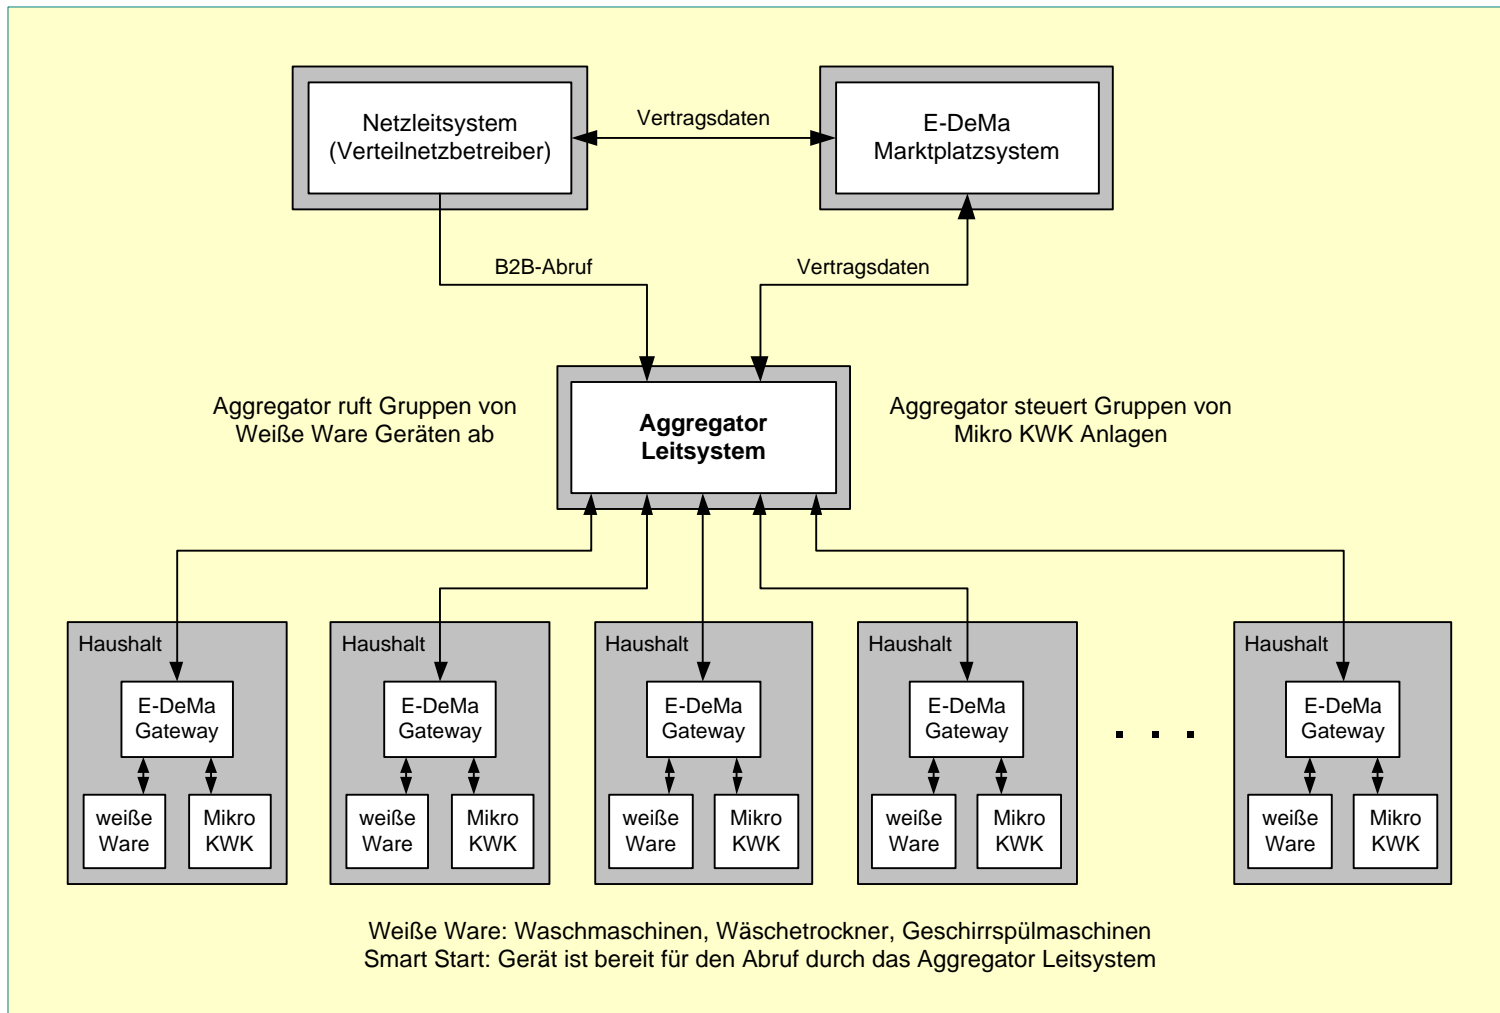 Netzleitsystem
(Verteilnetzbetreiber)
Vertragsdaten
E-DeMa
Marktplatzsystem
B2B-Abruf
Vertragsdaten
Aggregator ruft Gruppen von
Weiße Ware Geräten ab
Aggregator
Leitsystem
Aggregator steuert Gruppen von
Mikro KWK Anlagen
Haushalt
E-DeMa
Gateway
weiße
Ware
Mikro
KWK
Haushalt
E-DeMa
Gateway
weiße
Ware
Mikro
KWK
Haushalt
E-DeMa
Gateway
weiße
Ware
Mikro
KWK
Haushalt
E-DeMa
Gateway
weiße
Ware
Mikro
KWK
. . .
Haushalt
E-DeMa
Gateway
weiße
Ware
Mikro
KWK
Weiße Ware: Waschmaschinen, Wäschetrockner, Geschirrspülmaschinen
Smart Start: Gerät ist bereit für den Abruf durch das Aggregator Leitsystem